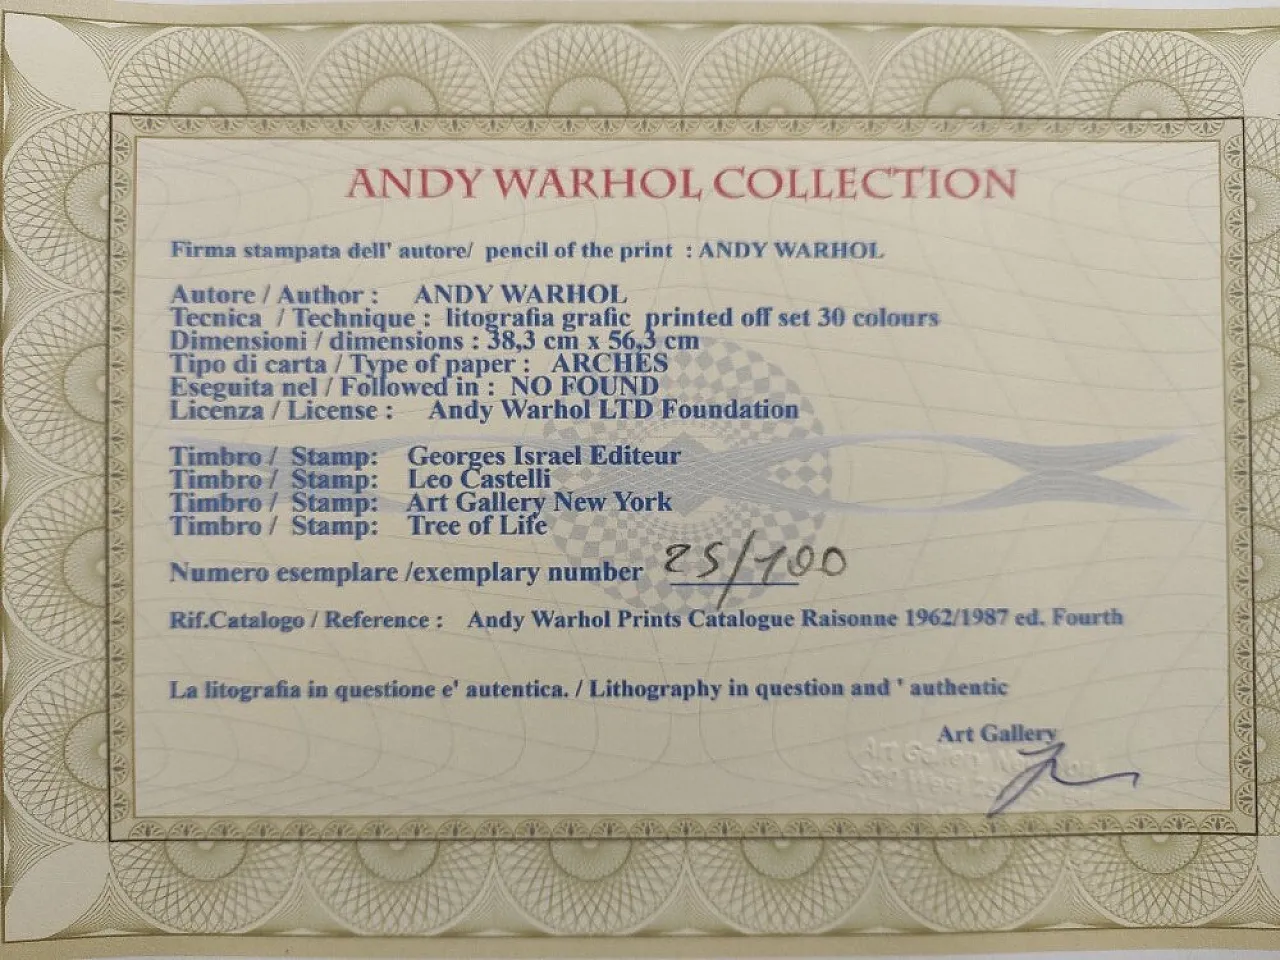 ANDY WARHOL COLLECTION
Firma stampata dell' autore/ pencil of the print : ANDY WARHOL
Autore / Author : ANDY WARHOL
Tecnica / Technique : litografia grafic printed off set 30 colours
Dimensioni / dimensions : 38,3 cm x 56,3 cm
Tipo di carta / Type of paper : ARCHES
Eseguita nel / Followed in : NO FOUND
Licenza / License : Andy Warhol LTD Foundation
Timbro / Stamp: Georges Israel Editeur
Timbro / Stamp: Leo Castelli
Timbro / Stamp: Art Gallery New York
Timbro / Stamp: Tree of Life
Numero esemplare /exemplary number 25/100
Rif.Catalogo / Reference : Andy Warhol Prints Catalogue Raisonne 1962/1987 ed. Fourth
La litografia in questione e' autentica. / Lithography in question and ' authentic
Art Gallery
Art Gallery
West